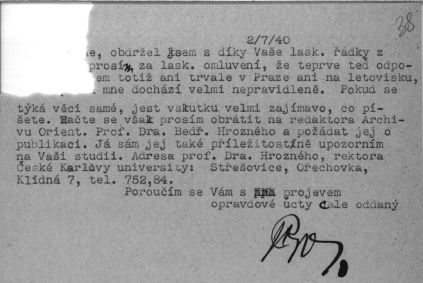 38
2/7/40
ne, obdržel jsem s díky Vaše lask. řádky z
prosím, za lask. omluvení, že teprve teď odpo-
em totiž ani trvale v Praze ani na letovisku,
mne dochází velmi nepravidelně. Pokud se
týká věci samé, jest vskutku velmi zajímavo, co pí-
šete. Račte se však prosím obrátit na redaktora Archi-
vu Orient. Prof. Dra. Bedř. Hrozného a požádat jej o
publikaci. Já sám jej také příležitostně upozorním
na Vaši studii. Adresa prof. Dra. Hrozného, rektora
České Karlovy university: Střešovice, Ořechovka,
Klidná 7, tel. 752,84.
Poroučím se Vám s projevem
opravdové úcty cele oddaný